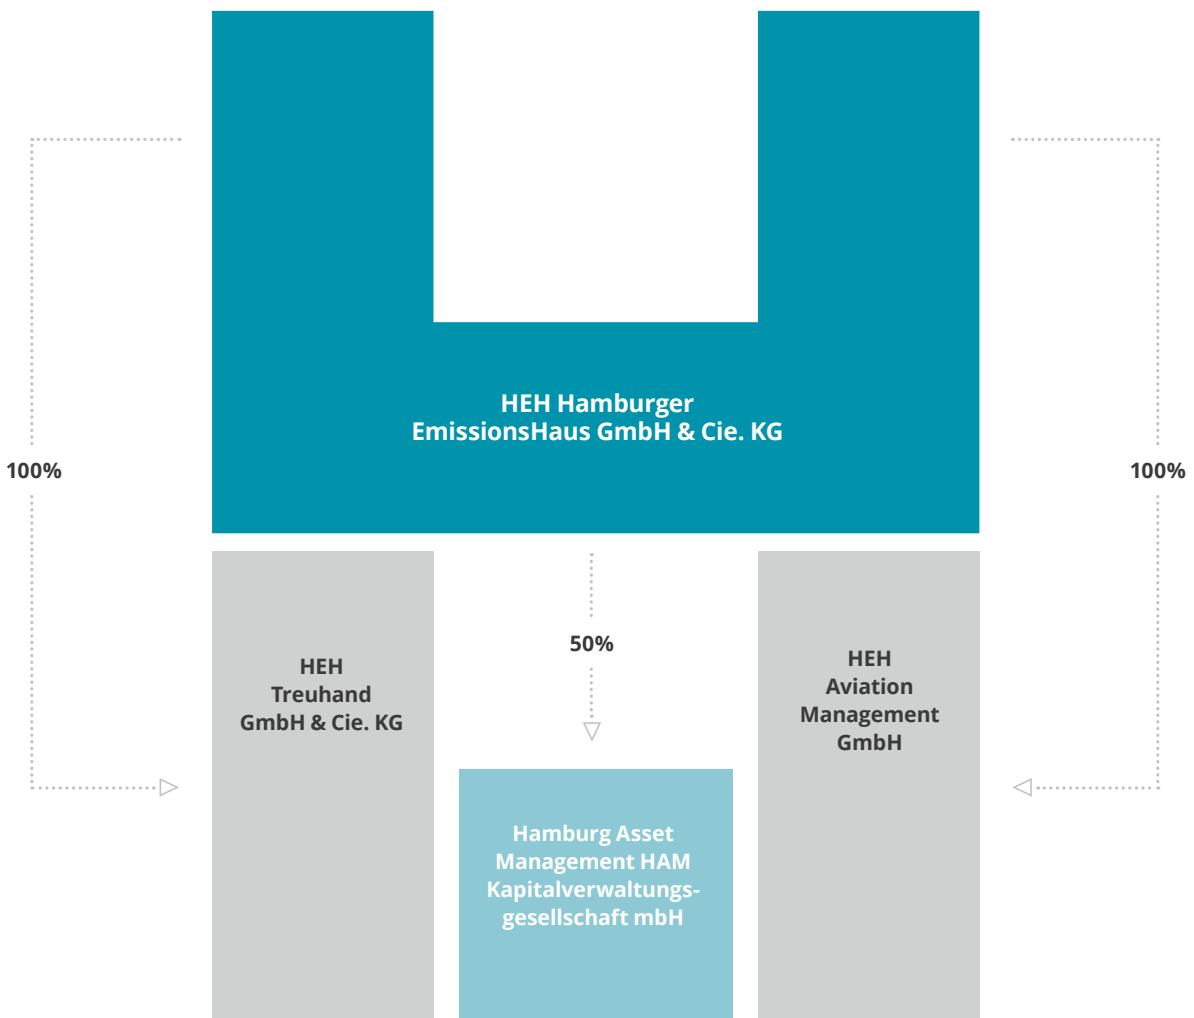 HEH Hamburger
EmissionsHaus GmbH & Cie. KG
100%
100%
50%
HEH
Treuhand
GmbH & Cie. KG
HEH
Aviation
Management
GmbH
Hamburg Asset
Management HAM
Kapitalverwaltungs-
gesellschaft mbH